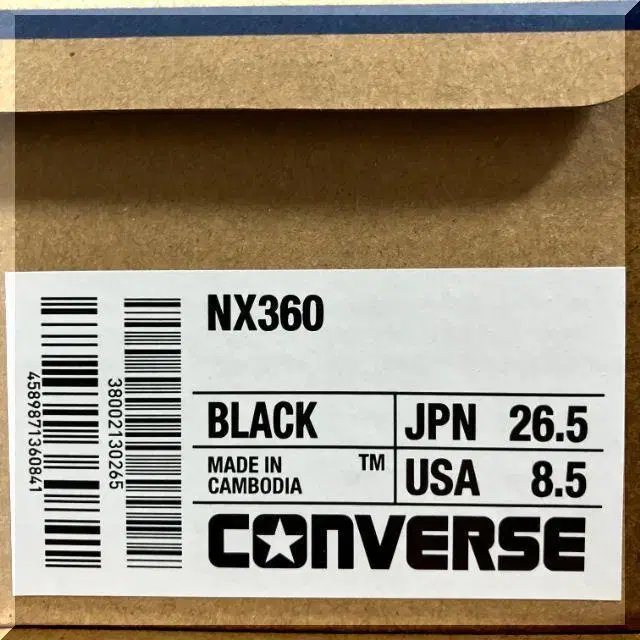 NX360
BLACK
JPN 26.5
MADE IN
CAMBODIA
TM
USA 8.5
CONVERSE
4589871360841
38002130265